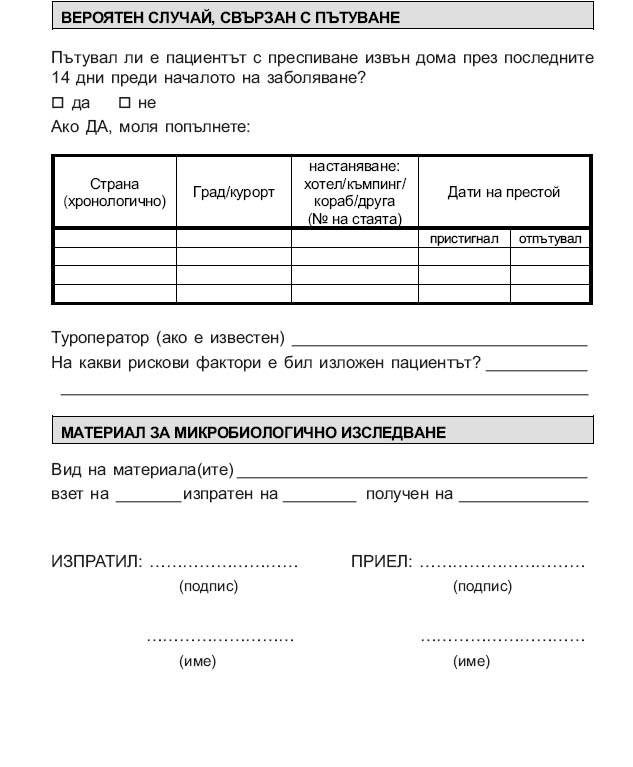 ВЕРОЯТЕН СЛУЧАЙ, СВЪРЗАН С ПЪТУВАНЕ
Пътувал ли е пациентът с преспиване извън дома през последните
14 дни преди началото на заболяване?
□ да □ не
Ако ДА, моля попълнете:
Страна
(хронологично)
Град/курорт
настаняване:
хотел/къмпинг/
кораб/друга
(№ на стаята)
Дати на престой
пристигнал отпътувал
Туроператор (ако е известен) ________________________________
На какви рискови фактори е бил изложен пациентът? ___________
_________________________________________________________
МАТЕРИАЛ ЗА МИКРОБИОЛОГИЧНО ИЗСЛЕДВАНЕ
Вид на материала(ите)______________________________________
взет на _______изпратен на ________ получен на ______________
ИЗПРАТИЛ: ………………………… ПРИЕЛ: ……………………………
(подпис) (подпис)
………………………… ……………………………
(име) (име)